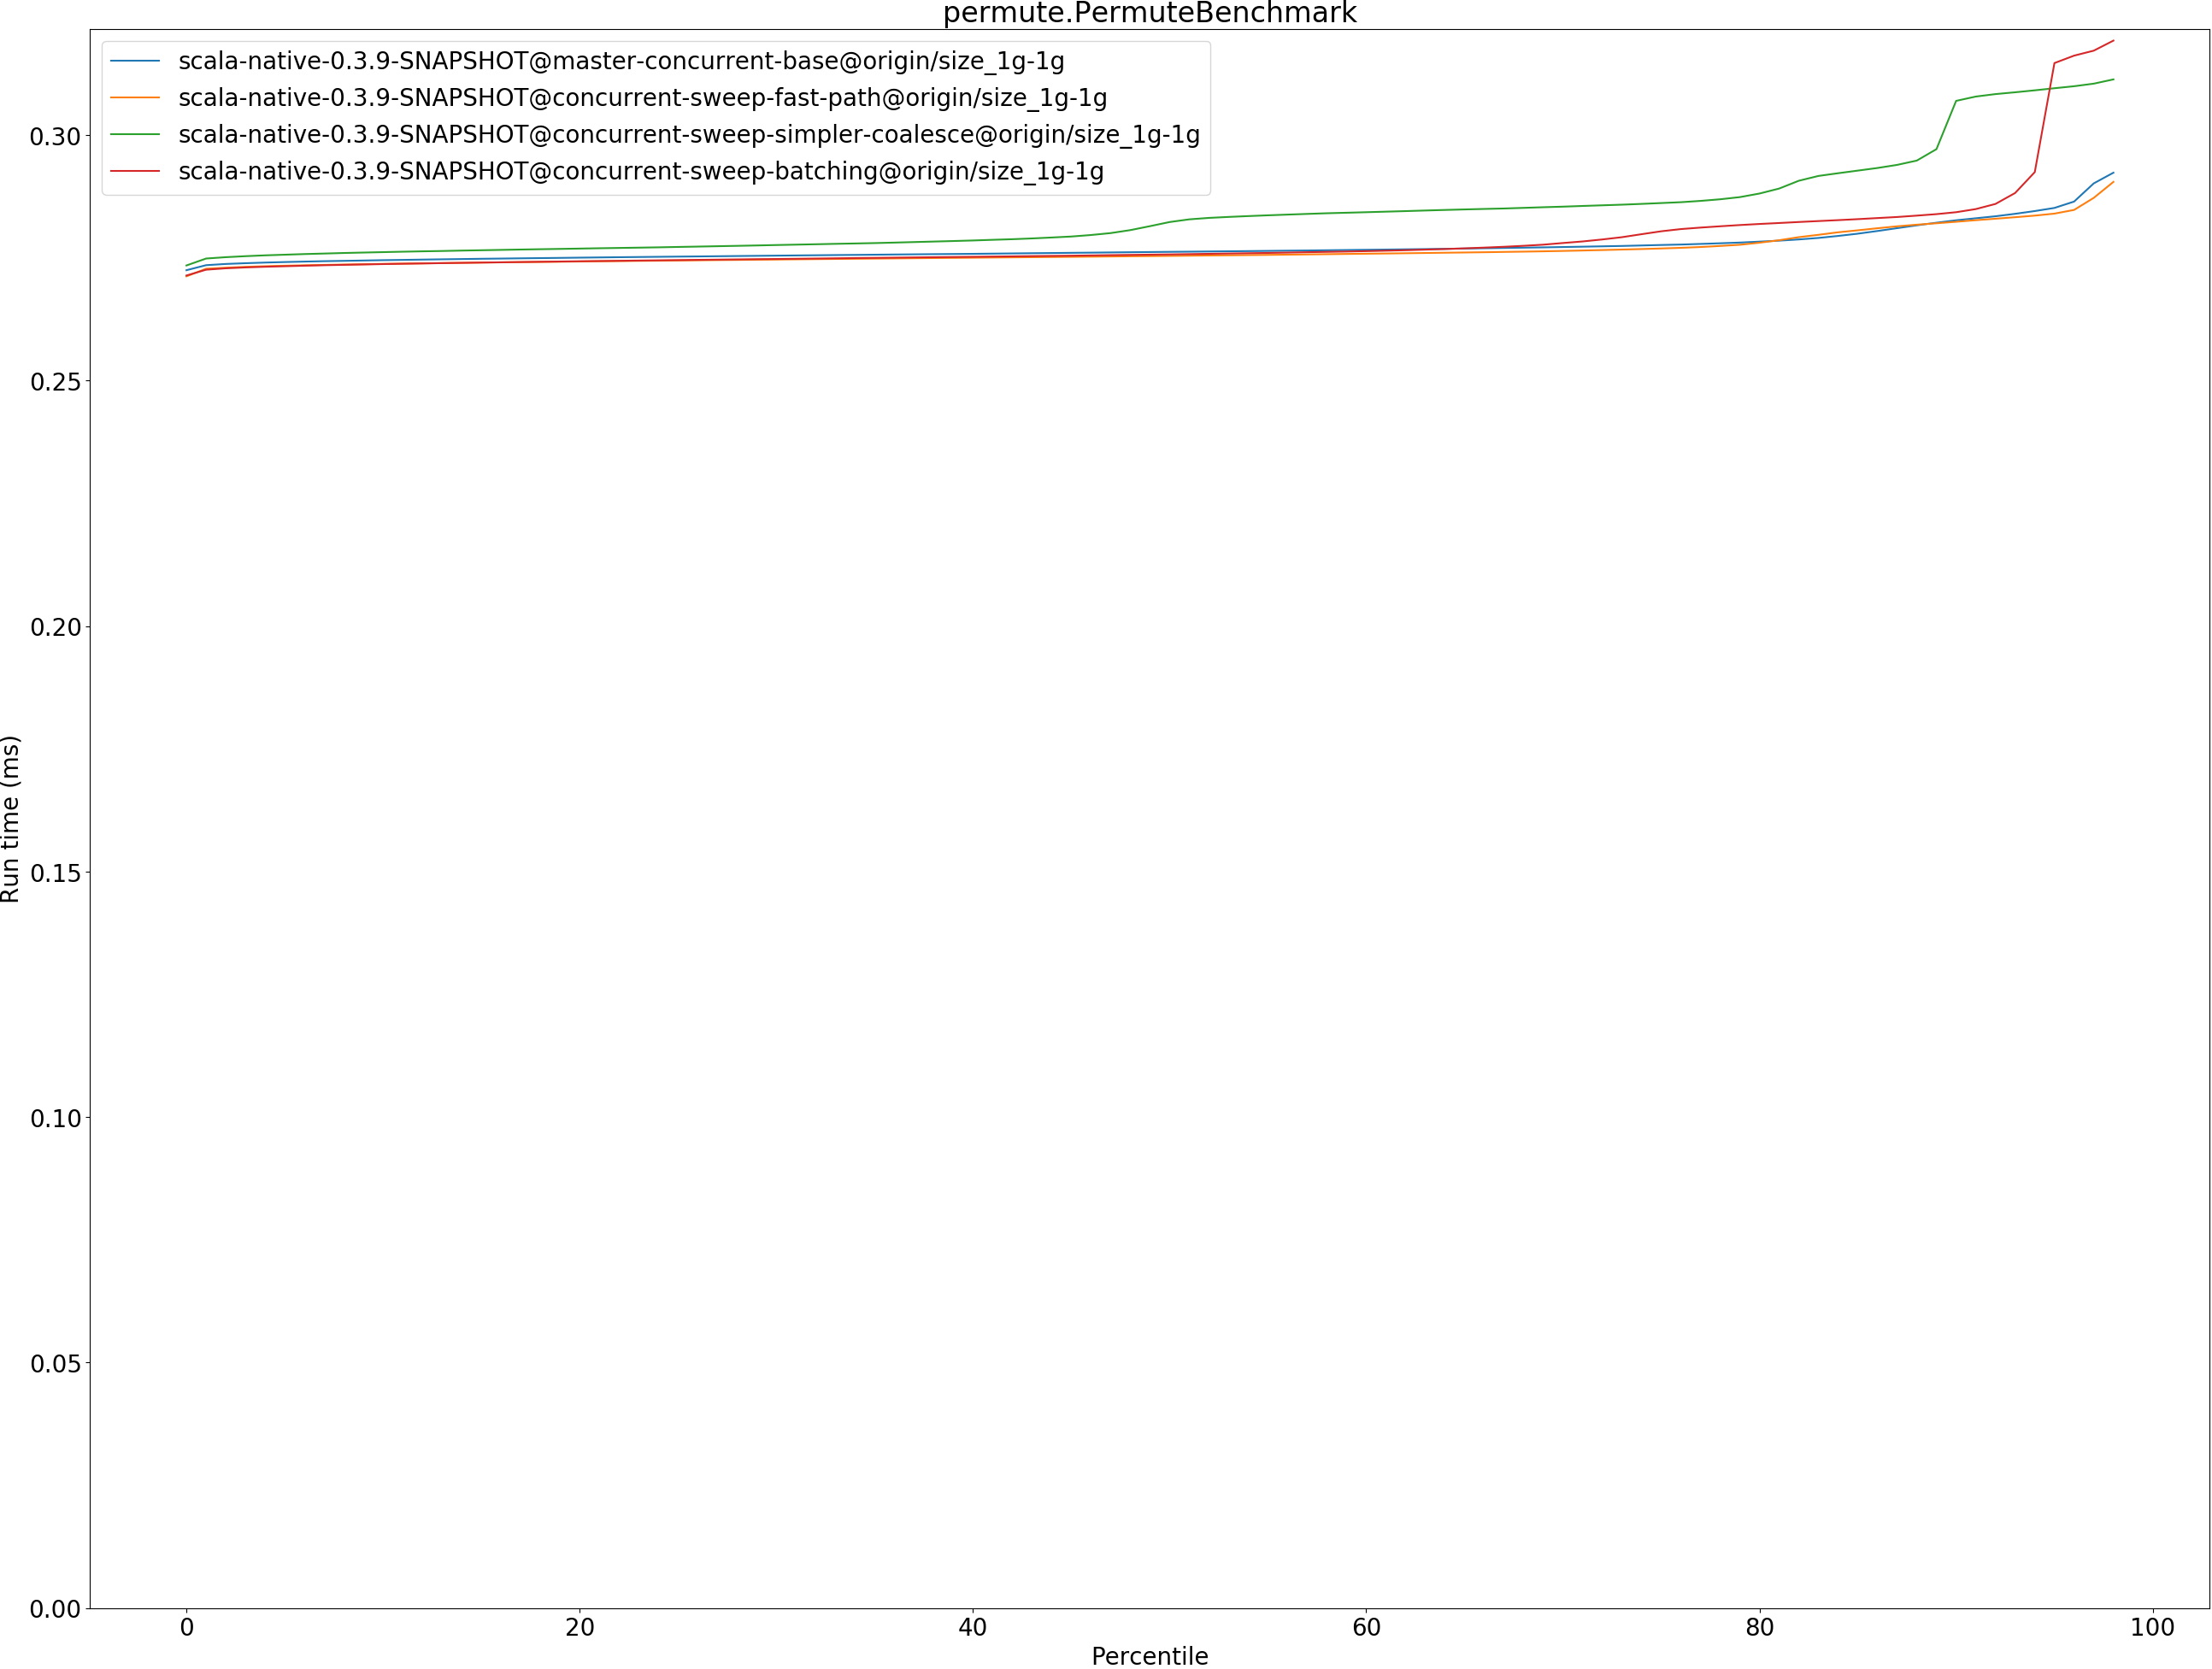 permute.PermuteBenchmark
scala-native-0.3.9-SNAPSHOT@master-concurrent-base@origin/size_1g-1g
scala-native-0.3.9-SNAPSHOT@concurrent-sweep-fast-path@origin/size_1g-1g
scala-native-0.3.9-SNAPSHOT@concurrent-sweep-simpler-coalesce@origin/size_1g-1g
scala-native-0.3.9-SNAPSHOT@concurrent-sweep-batching@origin/size_1g-1g
0.30
0.25
0.20
0.15
0.10
0.05
0.00
Run time (ms)
0 20 40 60 80 100
Percentile